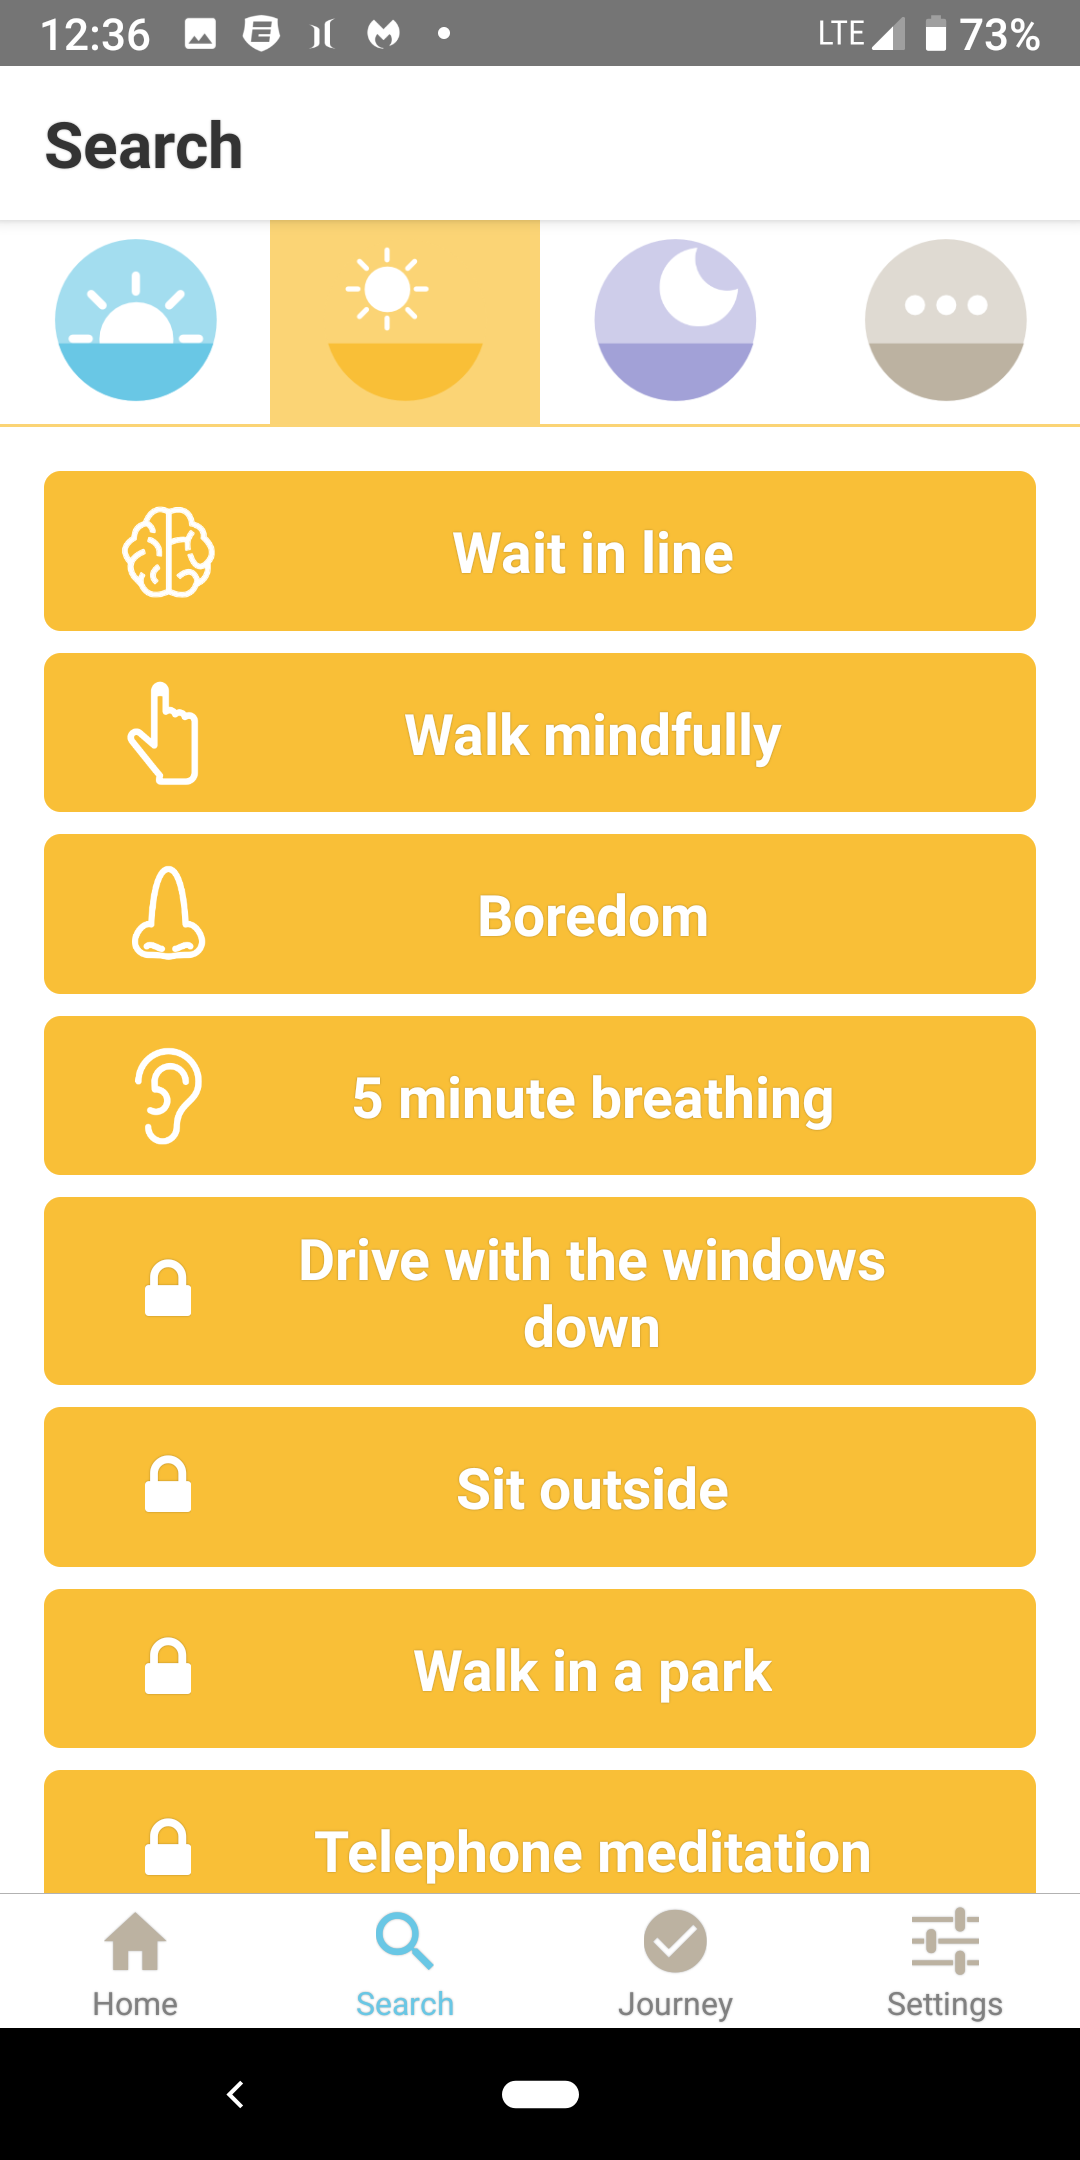 12:36
LTE 73%
Search
Wait in line
Walk mindfully
Boredom
5 minute breathing
Drive with the windows
down
Sit outside
Walk in a park
Telephone meditation
Home Search Journey Settings